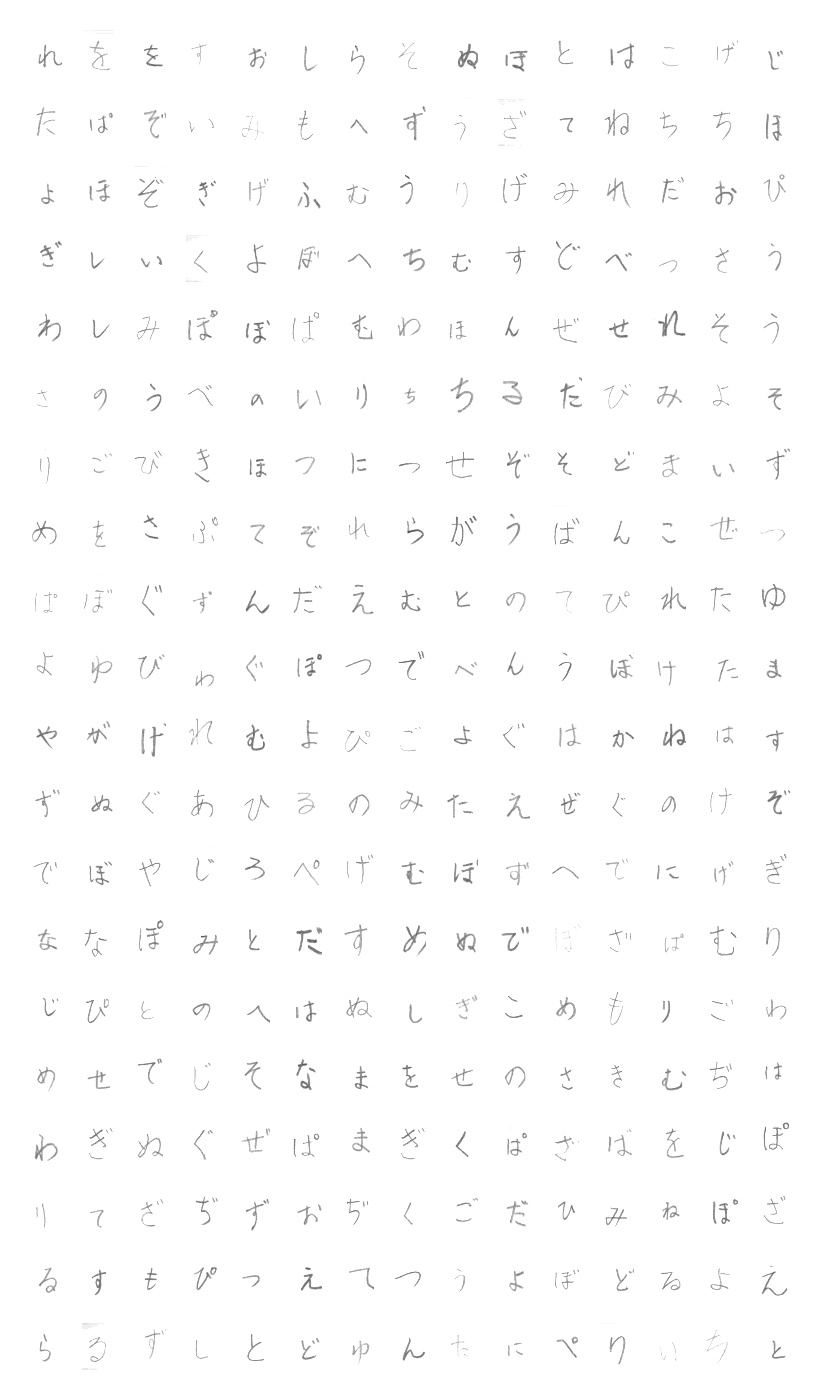 れををすおしらそぬほとはこげじ
たぱぞいみもへずうざてねちちほ
よほぞぎげふむうりげみれだおぴ
ぎしいくよぼへちむすどべっさう
わしみぽぼぱむわほんぜせれそう
さのうべのいりちちるだびみよそ
りごびきほつにつせぞそどまいず
めをさぷてぞれらがうばんこぜつ
ぱぼぐずんだえむとのてぴれたゆ
よゆびわぐぽつでべんうぼけたま
やがげれむよぴごよぐはかねはす
ずぬぐあひるのみたえぜぐのけぞ
でぼやじろぺげむぼずへでにげぎ
ななぽみとだすめぬでぼざぱむり
じぴとのへはぬしぎこめもりごわ
めせでじそなまをせのさきむぢは
わぎぬぐぜぱまぎくぱざばをじぽ
りてざぢずおぢくごだひみねぽざ
るすもぴつえてつうよぼどるよえ
らるずしとどゆんたにぺりいちと